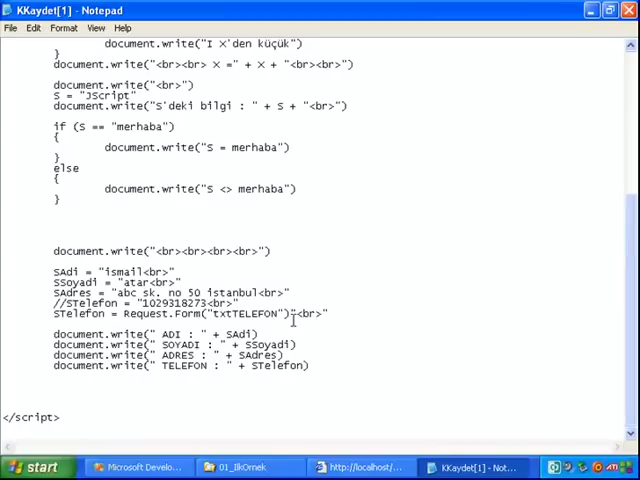 KKaydet[1] - Notepad
File Edit Format View Help
document.write("I X'den küçük")
}
document.write("<br><br> X =" + X + "<br><br>")
document.write("<br>")
S = "JScript"
document.write("S'deki bilgi : " + S + "<br>")
if (S == "merhaba")
{
document.write("S = merhaba")
}
else
{
document.write("S <> merhaba")
}
document.write("<br><br><br><br>")
SAdi = "ismail<br>"
SSoyadi = "atar<br>"
SAdres = "abc sk. no 50 istanbul<br>"
//STelefon = "1029318273<br>"
STelefon = Request.Form("txtTELEFON")"<br>"
document.write(" ADI : " + SAdi)
document.write(" SOYADI : " + SSoyadi)
document.write(" ADRES : " + SAdres)
document.write(" TELEFON : " + STelefon)
</script>
start
Microsoft Develo...
01_IlkOrnek
http://localhost/...
KKaydet[1] - Not...